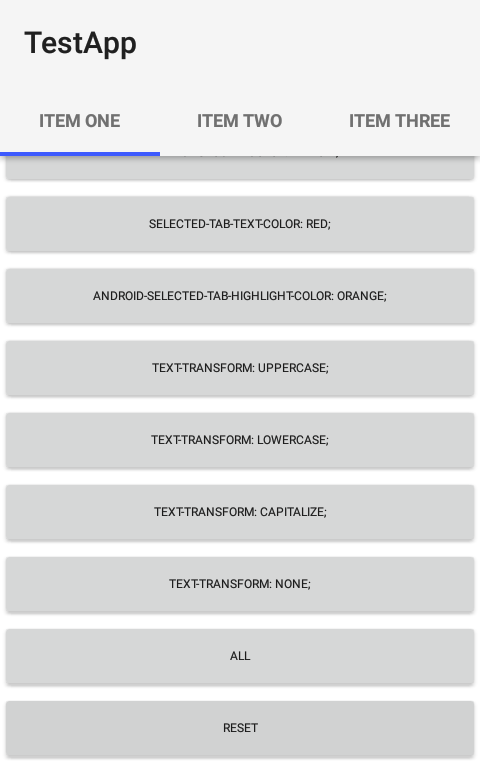 TestApp
ITEM ONE ITEM TWO ITEM THREE
SELECTED-TAB-TEXT-COLOR: RED;
ANDROID-SELECTED-TAB-HIGHLIGHT-COLOR: ORANGE;
TEXT-TRANSFORM: UPPERCASE;
TEXT-TRANSFORM: LOWERCASE;
TEXT-TRANSFORM: CAPITALIZE;
TEXT-TRANSFORM: NONE;
ALL
RESET